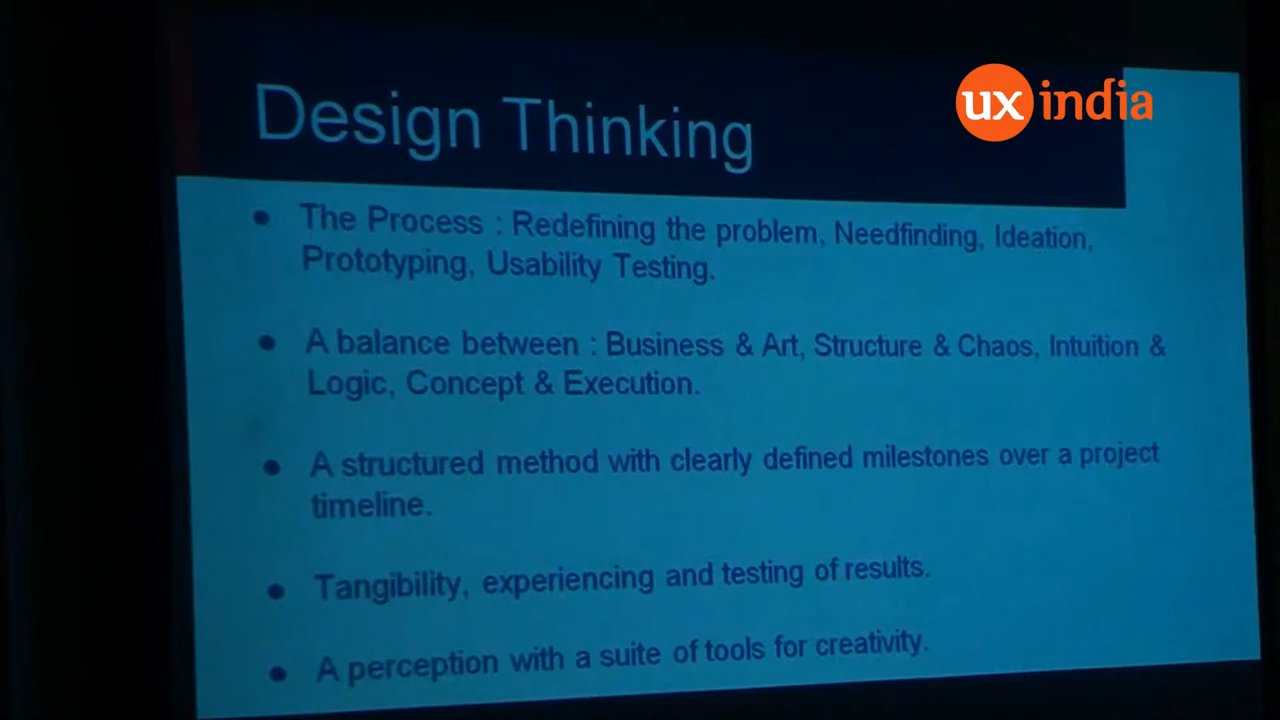 ux india
Design Thinking
• The Process : Redefining the problem, Needfinding, Ideation,
Prototyping, Usability Testing.
• A balance between : Business & Art, Structure & Chaos, Intuition &
Logic, Concept & Execution.
• A structured method with clearly defined milestones over a project
timeline.
• Tangibility, experiencing and testing of results.
• A perception with a suite of tools for creativity.